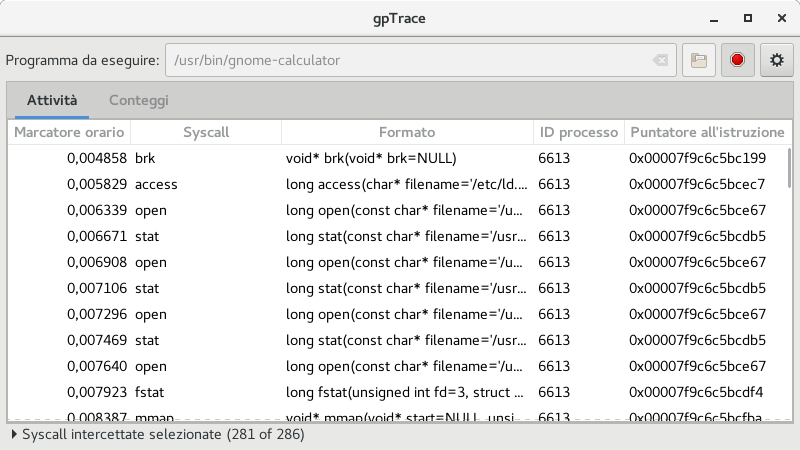 gpTrace
Programma da eseguire: /usr/bin/gnome-calculator
Attività Conteggi
Marcatore orario Syscall Formato ID processo Puntatore all'istruzione
0,004858 brk void* brk(void* brk=NULL) 6613 0x00007f9c6c5bc199
0,005829 access long access(char* filename='/etc/ld.… 6613 0x00007f9c6c5bcec7
0,006339 open long open(const char* filename='/u… 6613 0x00007f9c6c5bce67
0,006671 stat long stat(const char* filename='/usr… 6613 0x00007f9c6c5bcdb5
0,006908 open long open(const char* filename='/u… 6613 0x00007f9c6c5bce67
0,007106 stat long stat(const char* filename='/usr… 6613 0x00007f9c6c5bcdb5
0,007296 open long open(const char* filename='/u… 6613 0x00007f9c6c5bce67
0,007469 stat long stat(const char* filename='/usr… 6613 0x00007f9c6c5bcdb5
0,007640 open long open(const char* filename='/u… 6613 0x00007f9c6c5bce67
0,007923 fstat long fstat(unsigned int fd=3, struct … 6613 0x00007f9c6c5bcdf4
0,008387 mmap void* mmap(void* start=NULL, unsi… 6613 0x00007f9c6c5bcfba
Syscall intercettate selezionate (281 of 286)